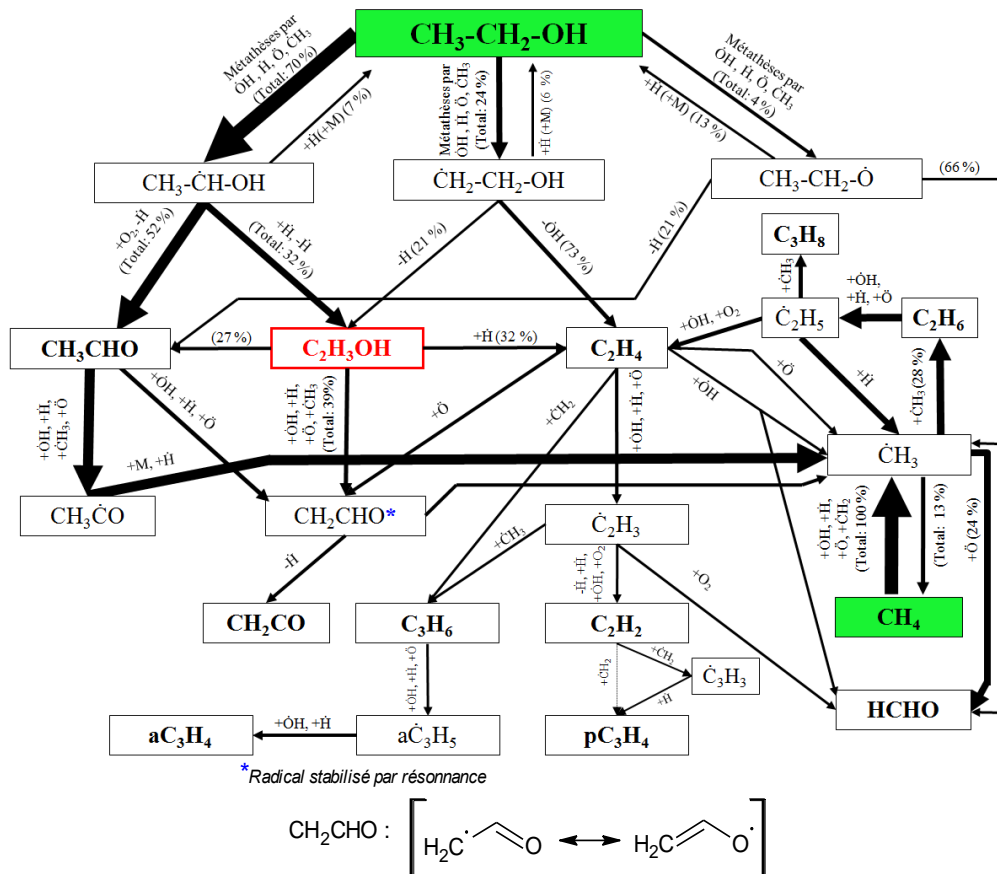 CH₃-CH₂-OH
Métathèses par
ȮH , Ḣ, Ö, ĊH₃
(Total: 70 %)
+Ḣ(+M) (7 %)
Métathèses par
ȮH , Ḣ, Ö, ĊH₃
(Total: 24 %)
+Ḣ (+M) (6 %)
Métathèses par
ȮH , Ḣ, Ö, ĊH₃
(Total: 4 %)
+Ḣ(+M) (13 %)
CH₃-ĊH-OH
ĊH₂-CH₂-OH
CH₃-CH₂-Ȯ
(66 %)
+O₂, -Ḣ
(Total: 52 %)
+Ḣ, -Ḣ
(Total: 32 %)
-Ḣ (21 %)
-ȮH (73 %)
-Ḣ (21 %)
C₃H₈
+ĊH₃
+ȮH,
+Ḣ, +Ö
Ċ₂H₅
C₂H₆
+ȮH, +O₂
CH₃CHO
(27 %)
C₂H₃OH
+Ḣ (32 %)
C₂H₄
+ȮH, +Ḣ,
+ĊH₃, +Ö
+ȮH, +Ḣ, +Ö
+ȮH, +Ḣ,
+Ö, +ĊH₃
(Total: 39%)
+Ö
+ĊH₂
+ȮH, +Ḣ, +Ö
+Ö
+ȮH
+Ḣ
+ĊH₃ (28 %)
+M, +Ḣ
ĊH₃
CH₃ĊO
CH₂CHO*
Ċ₂H₃
-Ḣ
+ĊH₃
-Ḣ, +Ḣ,
+ȮH, +O₂
+O₂
+ȮH, +Ḣ,
+Ö, +ĊH₂
(Total: 100 %)
(Total: 13 %)
+Ö (24 %)
CH₂CO
C₃H₆
C₂H₂
CH₄
+ȮH, +Ḣ, +Ö
+ĊH₂
+ĊH₂
Ċ₃H₃
+Ḣ
HCHO
aC₃H₄
+ȮH, +Ḣ
aĊ₃H₅
pC₃H₄
*Radical stabilisé par résonnance
CH₂CHO : H₂C· O ↔ H₂C O·